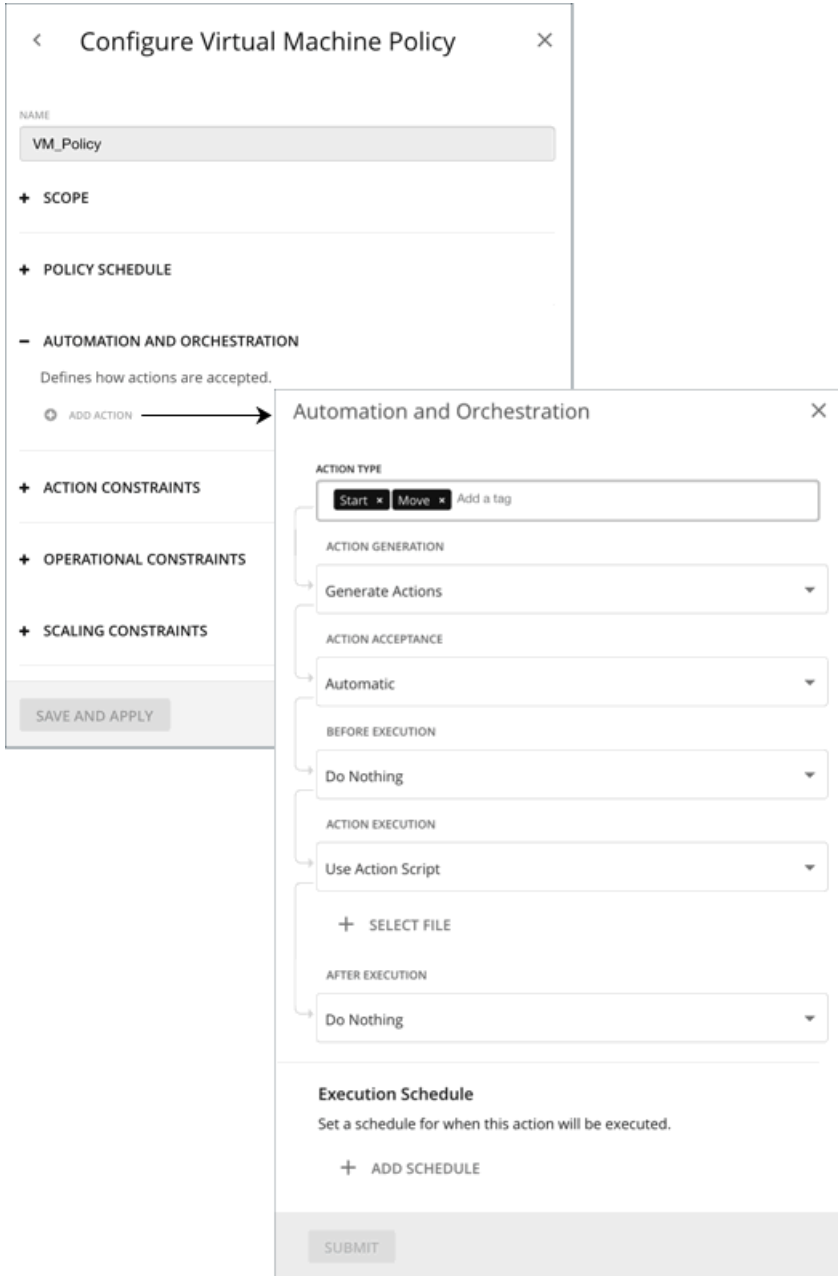 Configure Virtual Machine Policy
NAME
VM_Policy
SCOPE
POLICY SCHEDULE
AUTOMATION AND ORCHESTRATION
Defines how actions are accepted.
ADD ACTION
ACTION CONSTRAINTS
OPERATIONAL CONSTRAINTS
SCALING CONSTRAINTS
SAVE AND APPLY
Automation and Orchestration
ACTION TYPE
Start × Move × Add a tag
ACTION GENERATION
Generate Actions
ACTION ACCEPTANCE
Automatic
BEFORE EXECUTION
Do Nothing
ACTION EXECUTION
Use Action Script
SELECT FILE
AFTER EXECUTION
Do Nothing
Execution Schedule
Set a schedule for when this action will be executed.
ADD SCHEDULE
SUBMIT